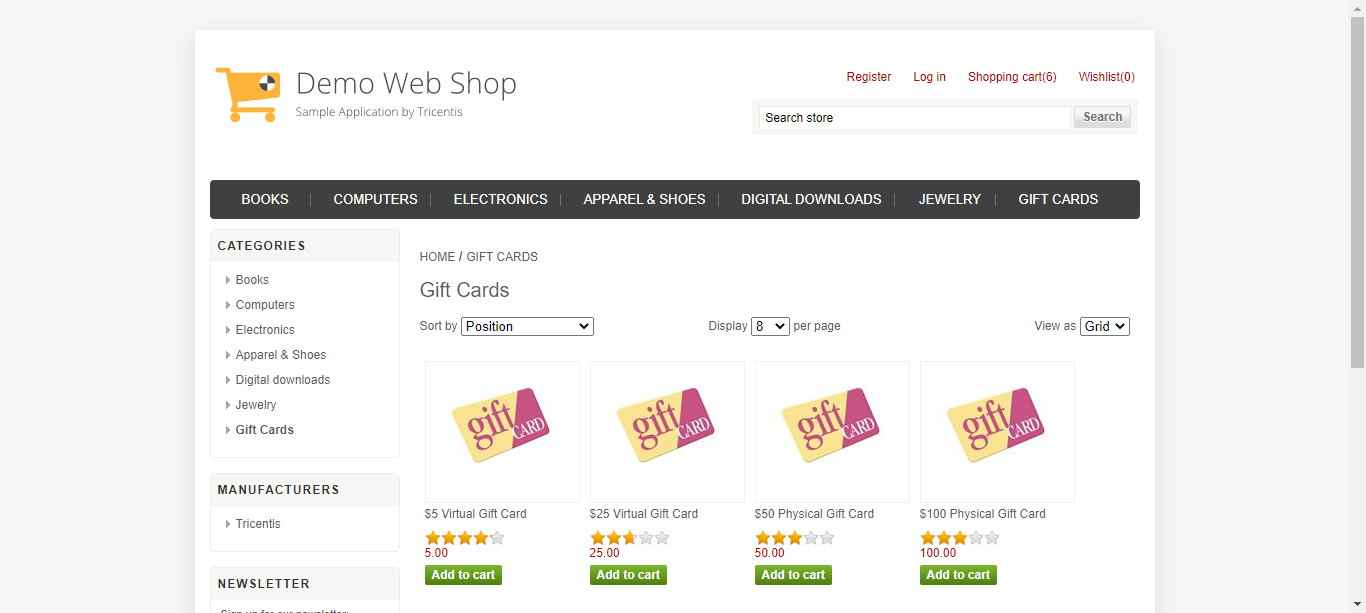 Demo Web Shop
Sample Application by Tricentis
Register Log in Shopping cart(6) Wishlist(0)
Search store Search
BOOKS COMPUTERS ELECTRONICS APPAREL & SHOES DIGITAL DOWNLOADS JEWELRY GIFT CARDS
CATEGORIES
Books
Computers
Electronics
Apparel & Shoes
Digital downloads
Jewelry
Gift Cards
MANUFACTURERS
Tricentis
NEWSLETTER
Sign up for our newsletter:
HOME / GIFT CARDS
Gift Cards
Sort by Position Display 8 per page View as Grid
gift CARD gift CARD gift CARD gift CARD
$5 Virtual Gift Card $25 Virtual Gift Card $50 Physical Gift Card $100 Physical Gift Card
5.00 25.00 50.00 100.00
Add to cart Add to cart Add to cart Add to cart